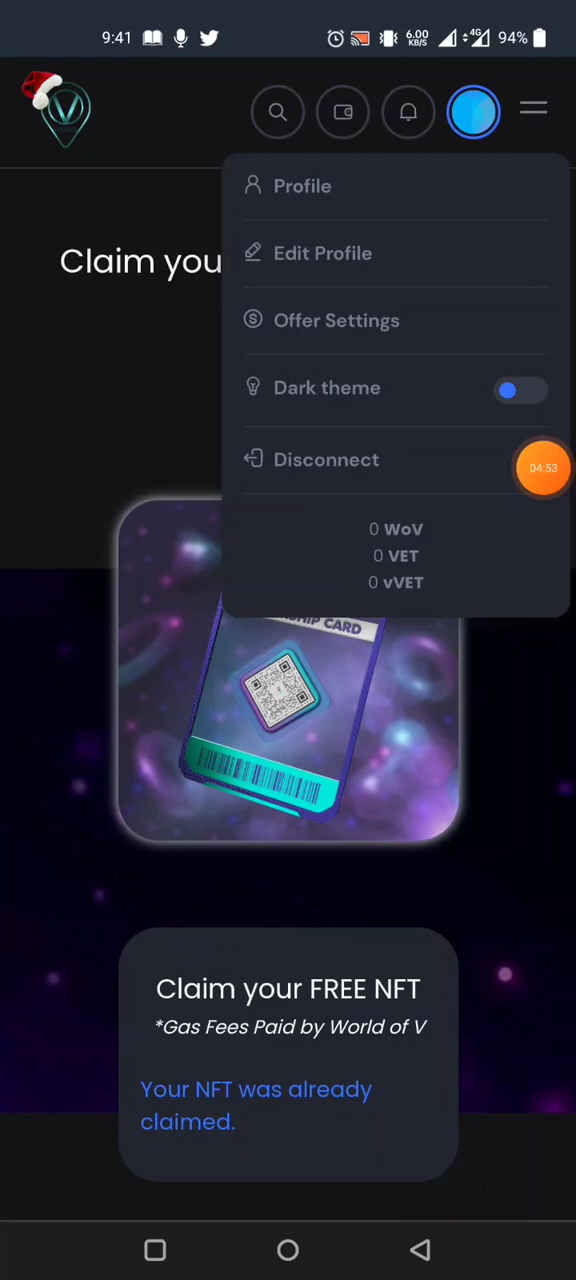 9:41
6.00
KB/S
4G
94%
Claim you
Profile
Edit Profile
Offer Settings
Dark theme
Disconnect
04:53
0 WoV
0 VET
0 vVET
CARD
Claim your FREE NFT
*Gas Fees Paid by World of V
Your NFT was already
claimed.